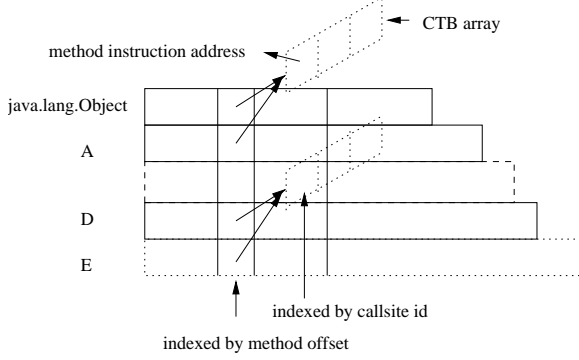 CTB array
method instruction address
java.lang.Object
A
D
E
indexed by callsite id
indexed by method offset